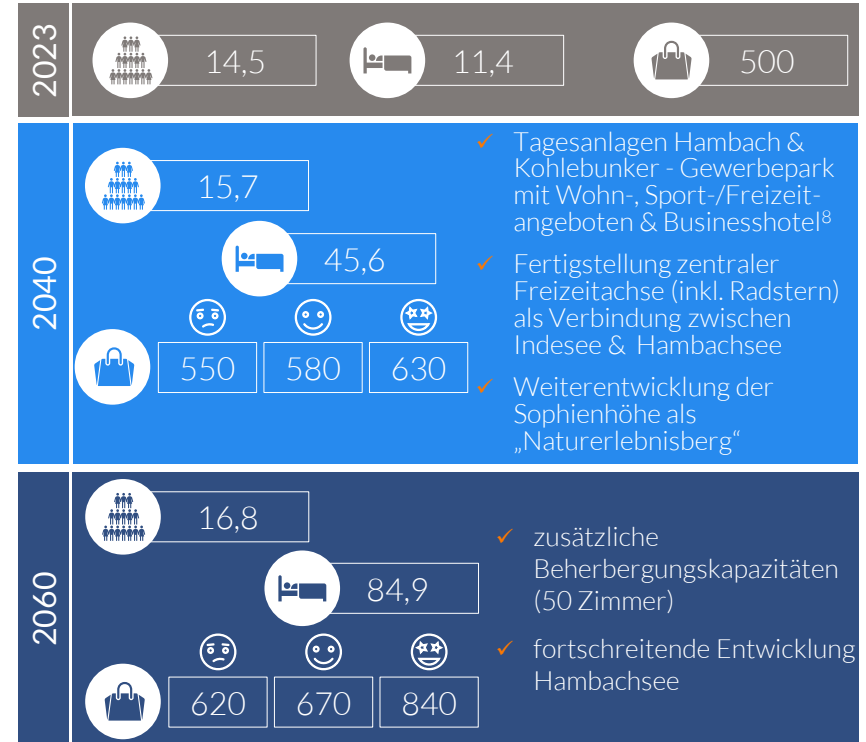 2023
14,5
11,4
500
2040
15,7
45,6
550
580
630
Tagesanlagen Hambach &
Kohlebunker - Gewerbepark
mit Wohn-, Sport-/Freizeit-
angeboten & Businesshotel⁸
Fertigstellung zentraler
Freizeitachse (inkl. Radstern)
als Verbindung zwischen
Indesee & Hambachsee
Weiterentwicklung der
Sophienhöhe als
„Naturerlebnisberg“
2060
16,8
84,9
620
670
840
zusätzliche
Beherbergungskapazitäten
(50 Zimmer)
fortschreitende Entwicklung
Hambachsee